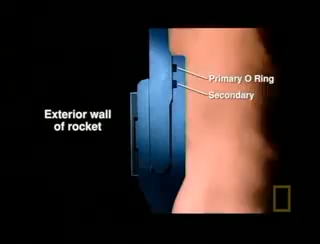 Primary O Ring
Secondary
Exterior wall
of rocket